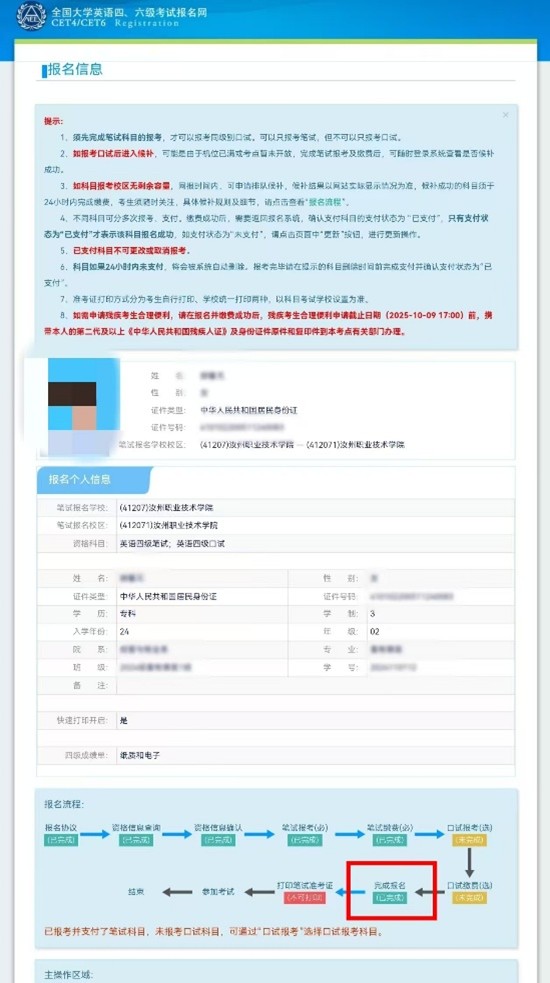 全国大学英语四、六级考试报名网
CET4/CET6 Registration
报名信息
提示:
1、须先完成笔试科目的报考,才可以报考同级别口试。可以只报考笔试,但不可以只报考口试。
2、如报考口试后进入候补,可能是由于机位已满或考点暂未开放,完成笔试报考及缴费后,可随时登录系统查看是否候补
成功。
3、如科目报考校区无剩余容量,同报时间内,可申请排队候补,候补结果以网站实际显示情况为准,候补成功的科目须于
24小时内完成缴费,考生须随时关注,具体候补规则及细节,请点击查看“报名流程”。
4、不同科目可分多次报考、支付。缴费成功后,需要返回报名系统,确认支付科目的支付状态为“已支付”,只有支付状
态为“已支付”才表示该科目报名成功,如支付状态为“未支付”,请点击页面中“更新”按钮,进行更新操作。
5、已支付科目不可更改或取消报考。
6、科目如果24小时内未支付,将会被系统自动删除。报考完毕请在提示的科目删除时间前完成支付并确认支付状态为“已
支付”。
7、准考证打印方式分为考生自行打印、学校统一打印两种,以科目考试学校设置为准。
8、如需申请残疾考生合理便利,请在报名并缴费成功后,残疾考生合理便利申请截止日期(2025-10-09 17:00)前,携
带本人的第二代及以上《中华人民共和国残疾人证》及身份证件原件和复印件到本考点有关部门办理。
姓 名:
性 别:
证件类型: 中华人民共和国居民身份证
证件号码:
笔试报名学校校区: (41207)汝州职业技术学院 -- (412071)汝州职业技术学院
报名个人信息
笔试报名学校: (41207)汝州职业技术学院
笔试报名校区: (412071)汝州职业技术学院
资格科目: 英语四级笔试; 英语四级口试
姓 名: 性 别:
证件类型: 中华人民共和国居民身份证 证件号码:
学 历: 专科 学 制: 3
入学年份: 24 年 级: 02
院 系: 专 业:
班 级: 学 号:
备 注:
快速打印开启: 是
四级成绩单: 纸质和电子
报名流程:
报名协议 资格信息查询 资格信息确认 笔试报考(必) 笔试缴费(必) 口试报考(选)
(已完成) (已完成) (已完成) (已完成) (已完成) (未完成)
结束 参加考试 打印笔试准考证 完成报名 口试缴费(选)
(不可打印) (已完成) (未完成)
已报考并支付了笔试科目,未报考口试科目,可通过“口试报考”选择口试报考科目。
主操作区域: